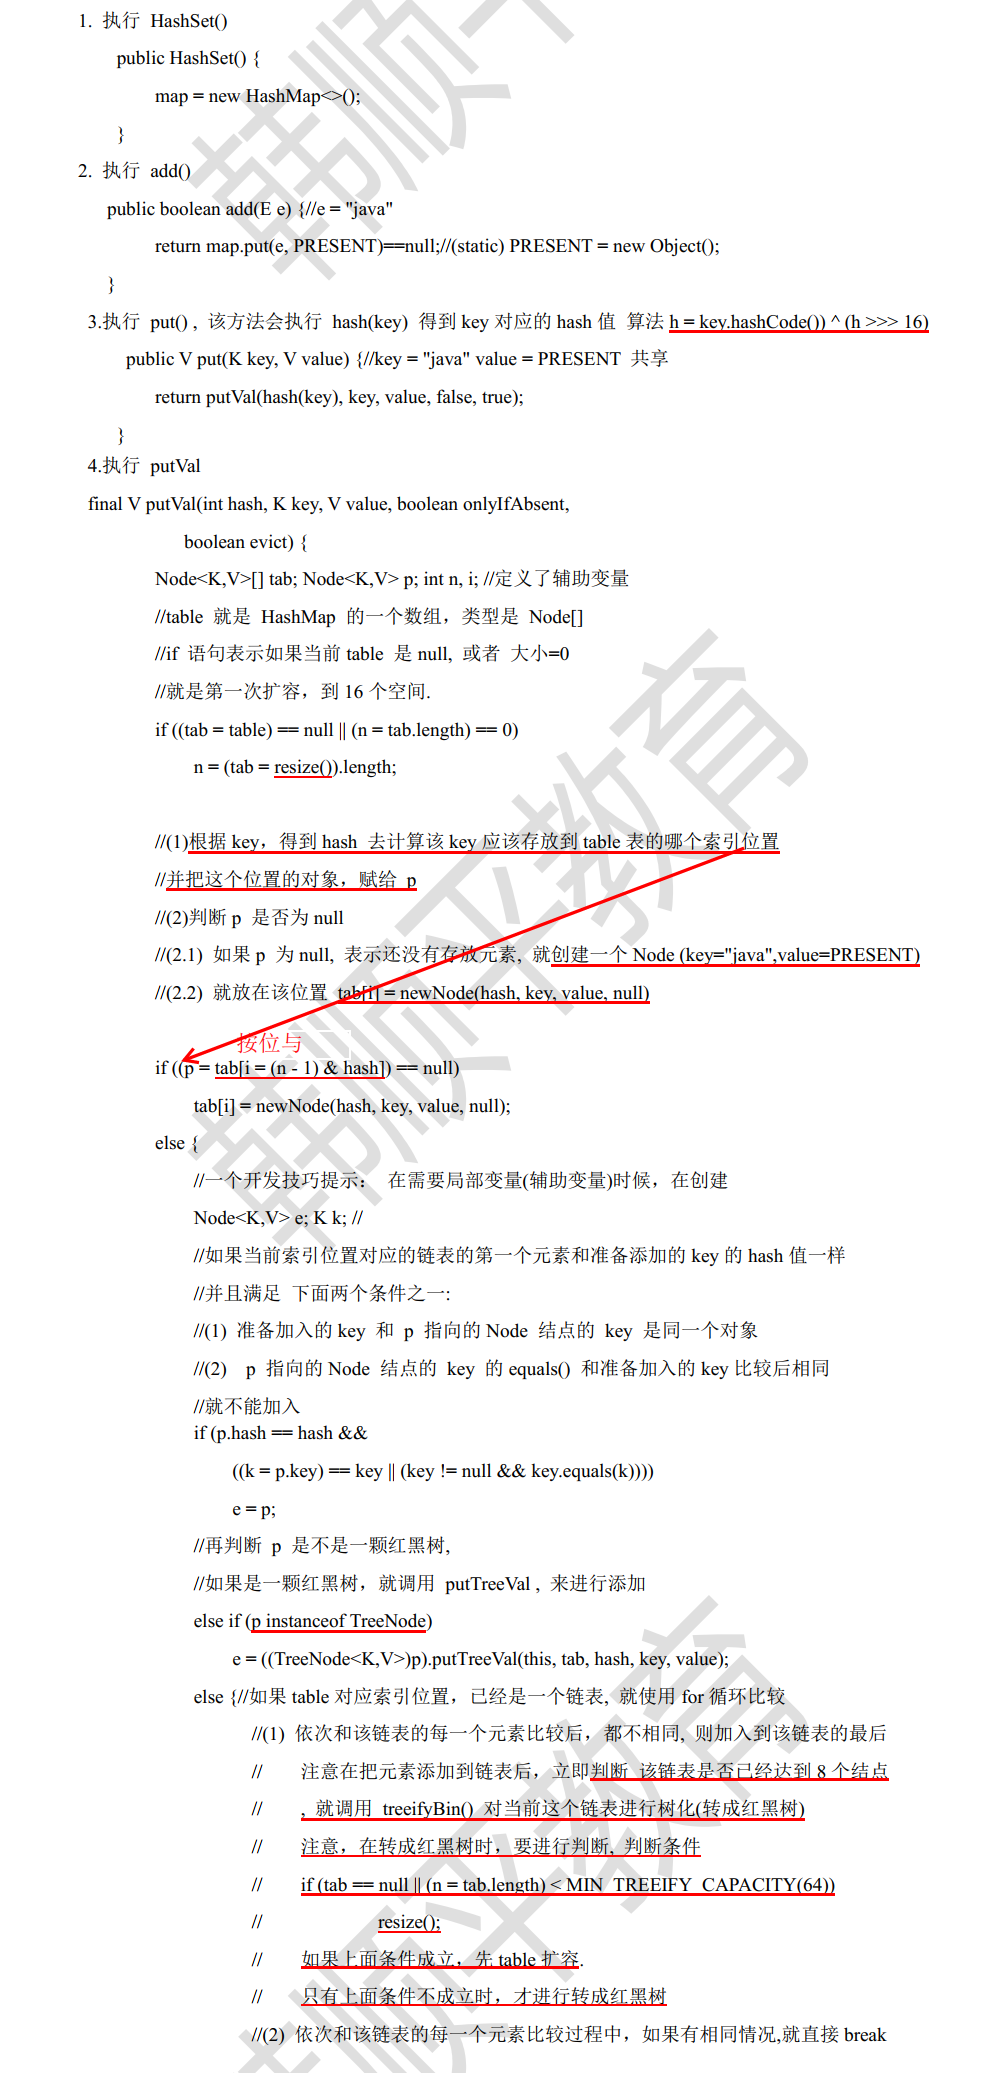 1. 执行 HashSet()
public HashSet() {
map = new HashMap<>();
}
2. 执行 add()
public boolean add(E e) {//e = "java"
return map.put(e, PRESENT)==null;//(static) PRESENT = new Object();
}
3.执行 put() , 该方法会执行 hash(key) 得到 key 对应的 hash 值 算法 h = key.hashCode()) ^ (h >>> 16)
public V put(K key, V value) {//key = "java" value = PRESENT 共享
return putVal(hash(key), key, value, false, true);
}
4.执行 putVal
final V putVal(int hash, K key, V value, boolean onlyIfAbsent,
boolean evict) {
Node<K,V>[] tab; Node<K,V> p; int n, i; //定义了辅助变量
//table 就是 HashMap 的一个数组，类型是 Node[]
//if 语句表示如果当前 table 是 null, 或者 大小=0
//就是第一次扩容，到 16 个空间.
if ((tab = table) == null || (n = tab.length) == 0)
n = (tab = resize()).length;
//(1)根据 key，得到 hash 去计算该 key 应该存放到 table 表的哪个索引位置
//并把这个位置的对象，赋给 p
//(2)判断 p 是否为 null
//(2.1) 如果 p 为 null, 表示还没有存放元素, 就创建一个 Node (key="java",value=PRESENT)
//(2.2) 就放在该位置 tab[i] = newNode(hash, key, value, null)
按位与
if ((p = tab[i = (n - 1) & hash]) == null)
tab[i] = newNode(hash, key, value, null);
else {
//一个开发技巧提示： 在需要局部变量(辅助变量)时候，在创建
Node<K,V> e; K k; //
//如果当前索引位置对应的链表的第一个元素和准备添加的 key 的 hash 值一样
//并且满足 下面两个条件之一:
//(1) 准备加入的 key 和 p 指向的 Node 结点的 key 是同一个对象
//(2) p 指向的 Node 结点的 key 的 equals() 和准备加入的 key 比较后相同
//就不能加入
if (p.hash == hash &&
((k = p.key) == key || (key != null && key.equals(k))))
e = p;
//再判断 p 是不是一颗红黑树,
//如果是一颗红黑树，就调用 putTreeVal , 来进行添加
else if (p instanceof TreeNode)
e = ((TreeNode<K,V>)p).putTreeVal(this, tab, hash, key, value);
else {//如果 table 对应索引位置，已经是一个链表, 就使用 for 循环比较
//(1) 依次和该链表的每一个元素比较后，都不相同, 则加入到该链表的最后
// 注意在把元素添加到链表后，立即判断 该链表是否已经达到 8 个结点
// , 就调用 treeifyBin() 对当前这个链表进行树化(转成红黑树)
// 注意，在转成红黑树时，要进行判断, 判断条件
// if (tab == null || (n = tab.length) < MIN_TREEIFY_CAPACITY(64))
// resize();
// 如果上面条件成立，先 table 扩容.
// 只有上面条件不成立时，才进行转成红黑树
//(2) 依次和该链表的每一个元素比较过程中，如果有相同情况,就直接 break
韩顺平
韩顺平教育
韩顺平教育